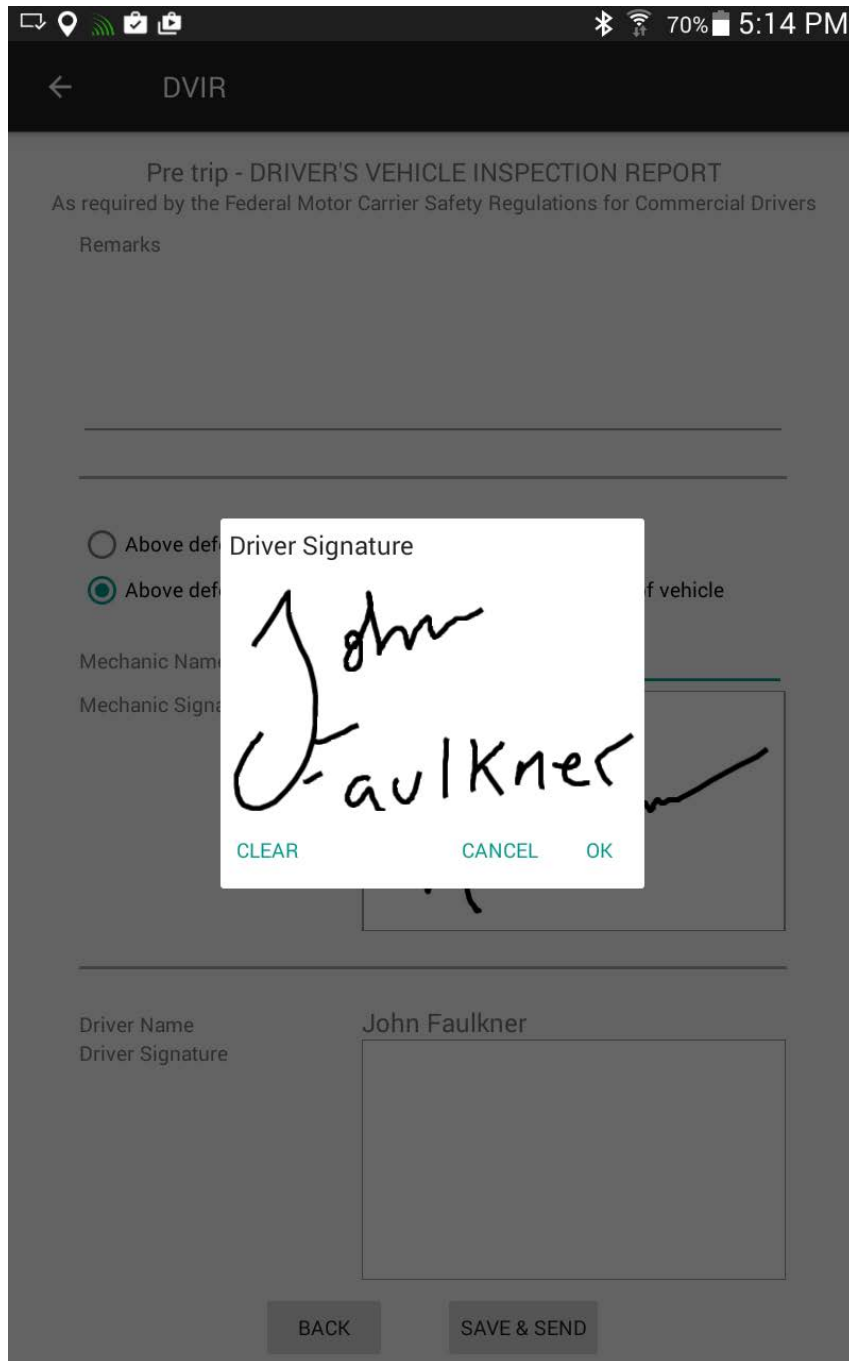 70% 5:14 PM
DVIR
Pre trip - DRIVER'S VEHICLE INSPECTION REPORT
As required by the Federal Motor Carrier Safety Regulations for Commercial Drivers
Remarks
Above def
Above def f vehicle
Driver Signature
John
Faulkner
CLEAR CANCEL OK
Mechanic Name
Mechanic Signa
Driver Name John Faulkner
Driver Signature
BACK SAVE & SEND